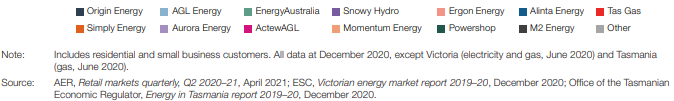 Origin Energy AGL Energy EnergyAustralia Snowy Hydro Ergon Energy Alinta Energy Tas Gas
Simply Energy Aurora Energy ActewAGL Momentum Energy Powershop M2 Energy Other
Note: Includes residential and small business customers. All data at December 2020, except Victoria (electricity and gas, June 2020) and Tasmania
(gas, June 2020).
Source: AER, Retail markets quarterly, Q2 2020–21, April 2021; ESC, Victorian energy market report 2019–20, December 2020; Office of the Tasmanian
Economic Regulator, Energy in Tasmania report 2019–20, December 2020.